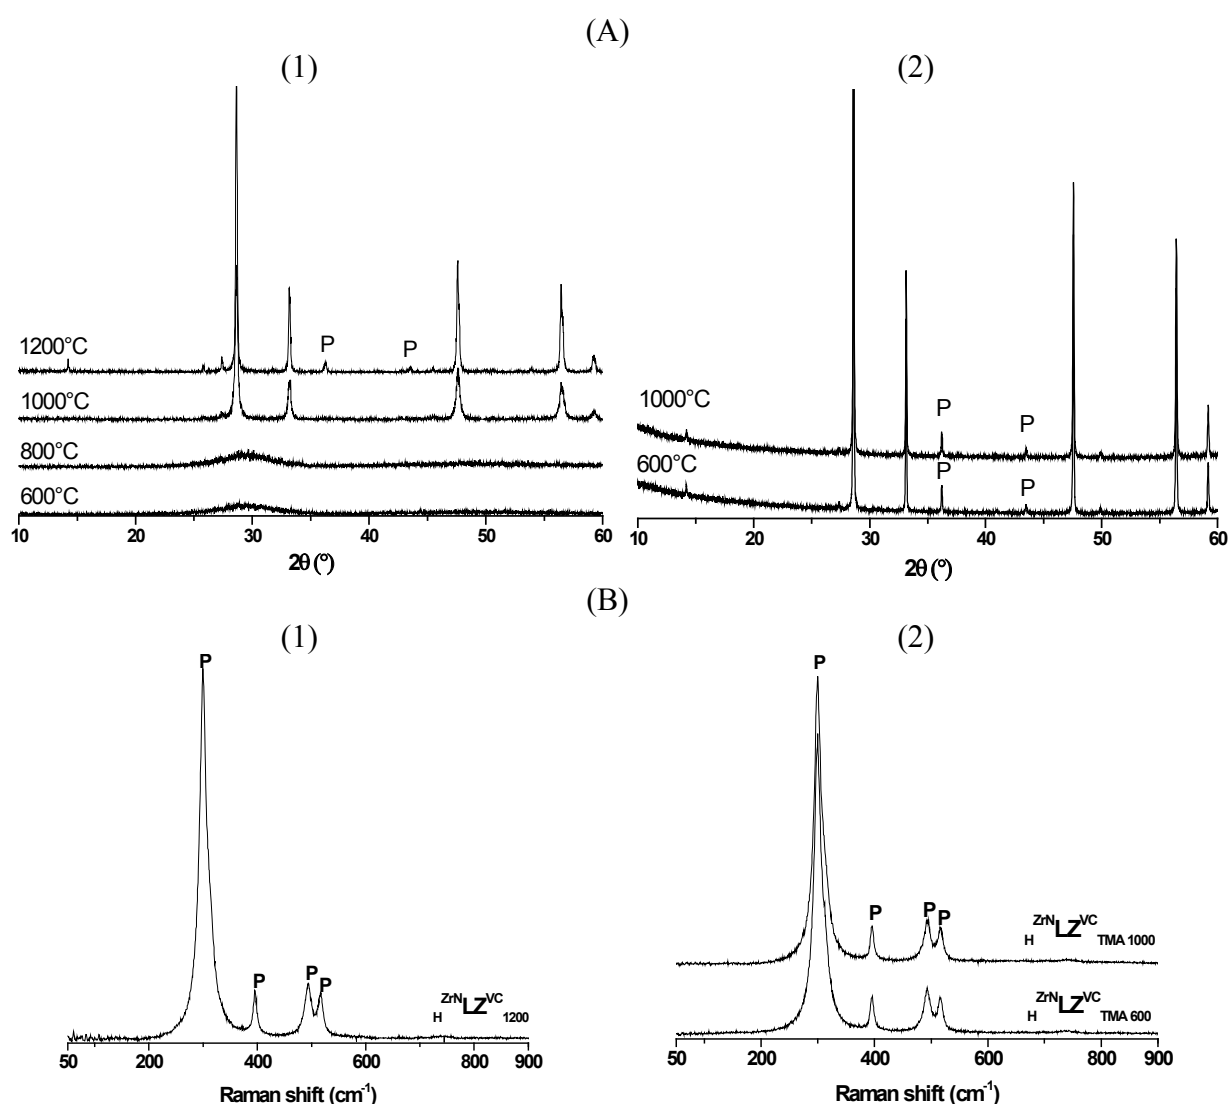 (A)
(1) (2)
1200°C P P
1000°C
800°C
600°C
10 20 30 40 50 60
2θ (°)
1000°C P P
600°C P P
10 20 30 40 50 60
2θ (°)
(B)
(1) (2)
P
P P P
H ZrN LZ VC 1200
50 200 400 600 800 900
Raman shift (cm⁻¹)
P
P P P
H ZrN LZ VC TMA 1000
H ZrN LZ VC TMA 600
50 200 400 600 800 900
Raman shift (cm⁻¹)